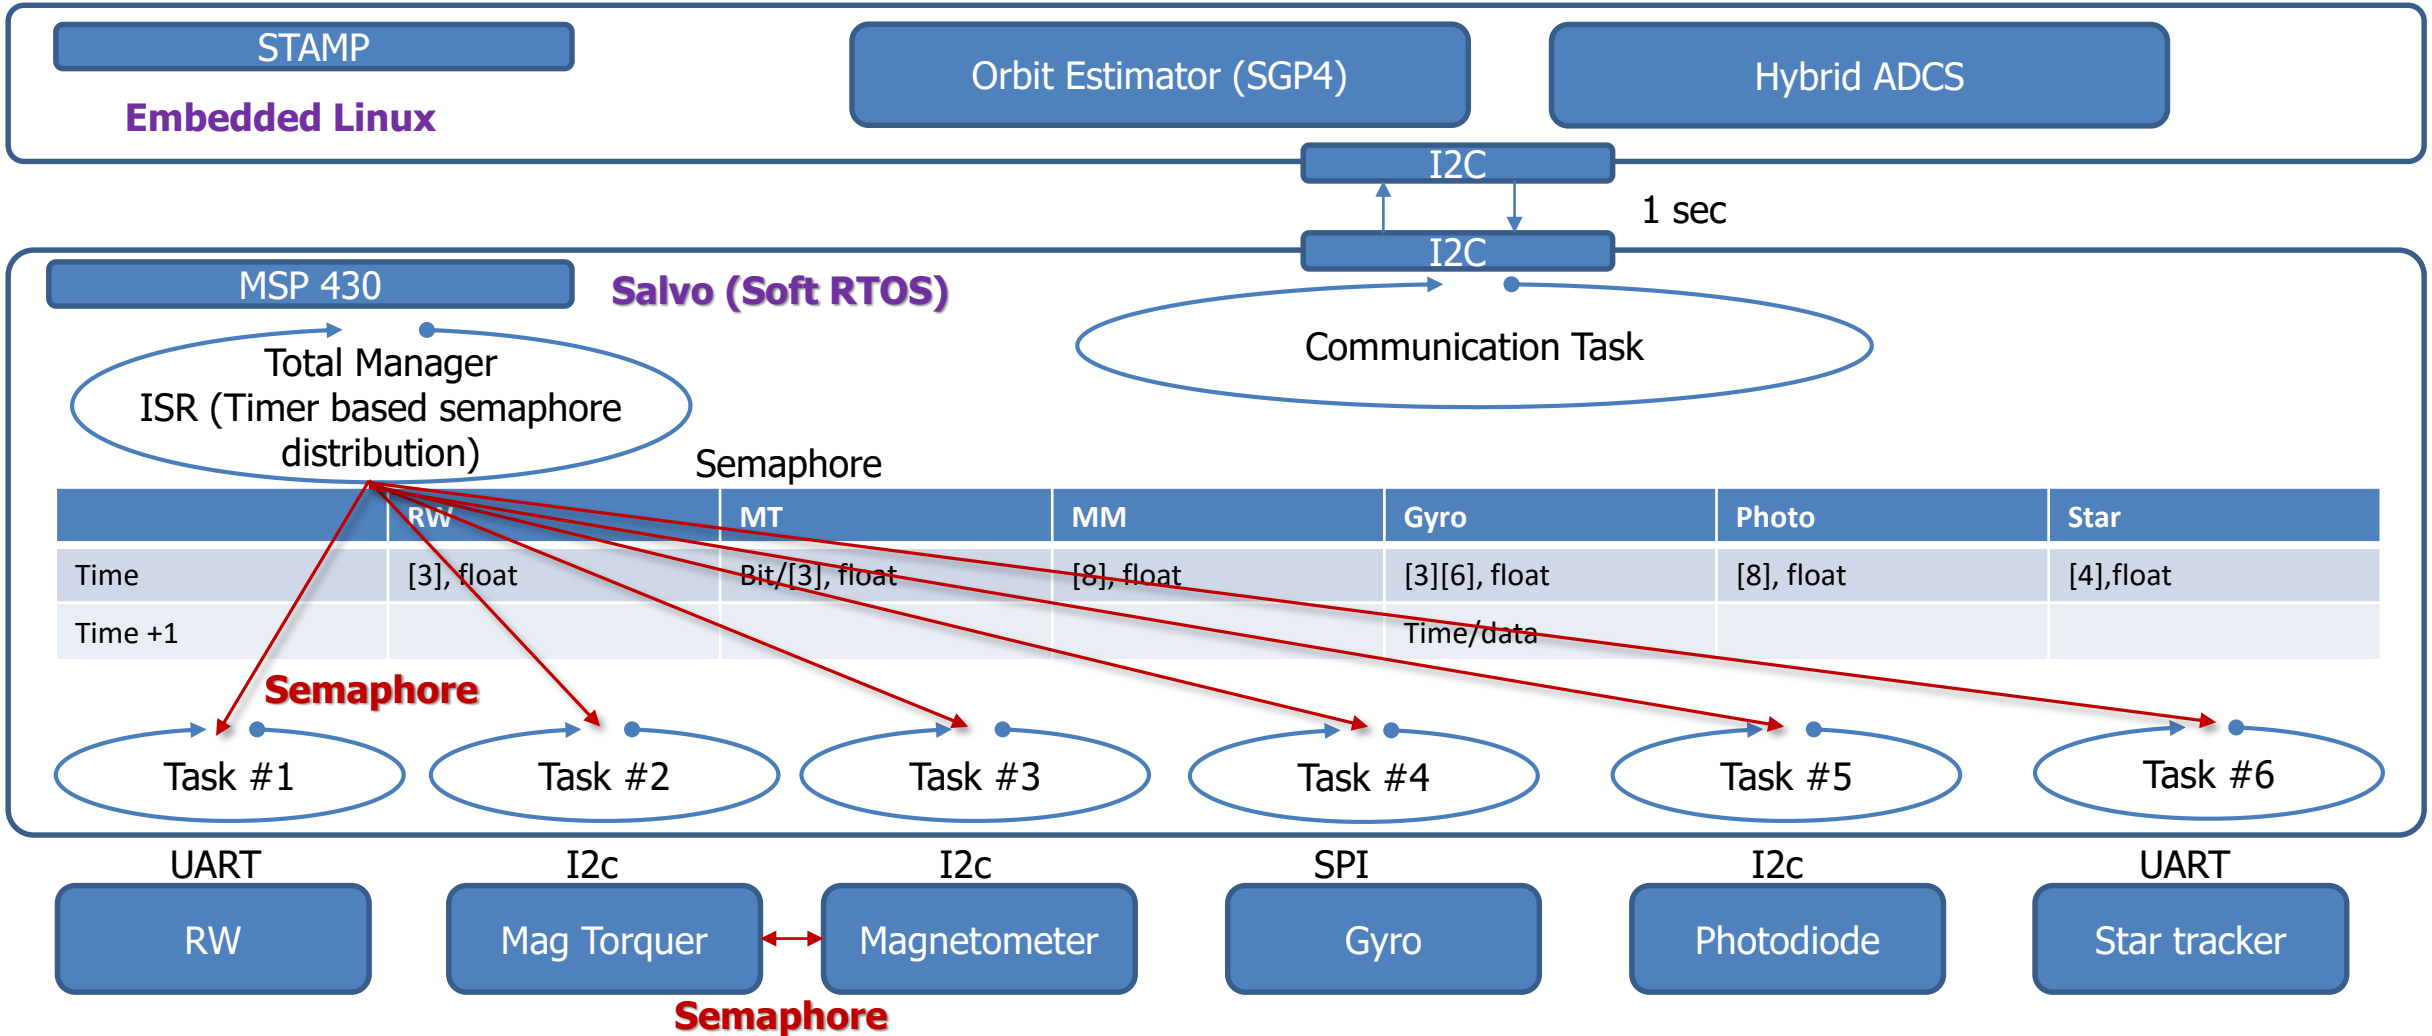 STAMP
Orbit Estimator (SGP4)
Hybrid ADCS
Embedded Linux
I2C
1 sec
I2C
MSP 430
Salvo (Soft RTOS)
Total Manager
ISR (Timer based semaphore
distribution)
Communication Task
Semaphore
RW MT MM Gyro Photo Star
Time [3], float Bit/[3], float [8], float [3][6], float [8], float [4],float
Time +1 Time/data
Semaphore
Task #1
Task #2
Task #3
Task #4
Task #5
Task #6
UART
I2c
I2c
SPI
I2c
UART
RW
Mag Torquer
Magnetometer
Gyro
Photodiode
Star tracker
Semaphore